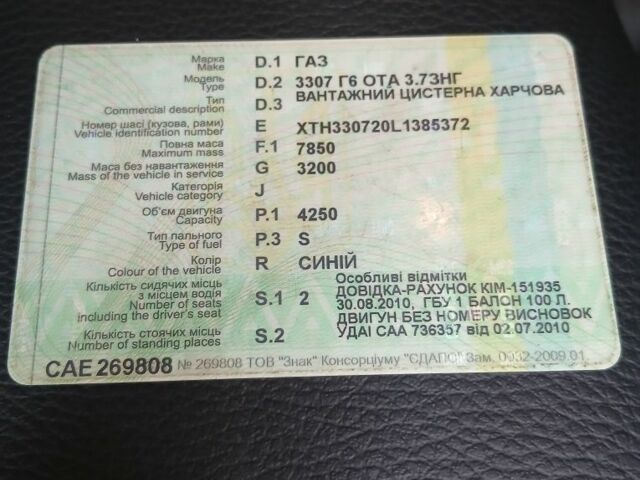 Марка D.1 ГАЗ
Make
Модель D.2 3307 Г6 ОТА 3.7ЗНГ
Type
Тип D.3 ВАНТАЖНИЙ ЦИСТЕРНА ХАРЧОВА
Commercial description
Номер шасі (кузова, рами) E XTH330720L1385372
Vehicle identification number
Повна маса F.1 7850
Maximum mass
Маса без навантаження G 3200
Mass of the vehicle in service
Категорія J
Vehicle category
Об'єм двигуна P.1 4250
Capacity
Тип пального P.3 S
Type of fuel
Колір R СИНІЙ
Colour of the vehicle
Кількість сидячих місць
з місцем водія S.1 2
Number of seats
including the driver's seat
Кількість стоячих місць S.2
Number of standing places
Особливі відмітки
ДОВІДКА-РАХУНОК КІМ-151935
30.08.2010, ГБУ 1 БАЛОН 100 Л.
ДВИГУН БЕЗ НОМЕРУ ВИСНОВОК
УДАІ САА 736357 від 02.07.2010
САЕ 269808 № 269808 ТОВ "Знак" Консорціуму "ЄДАПС" Зам. 0032-2009.01